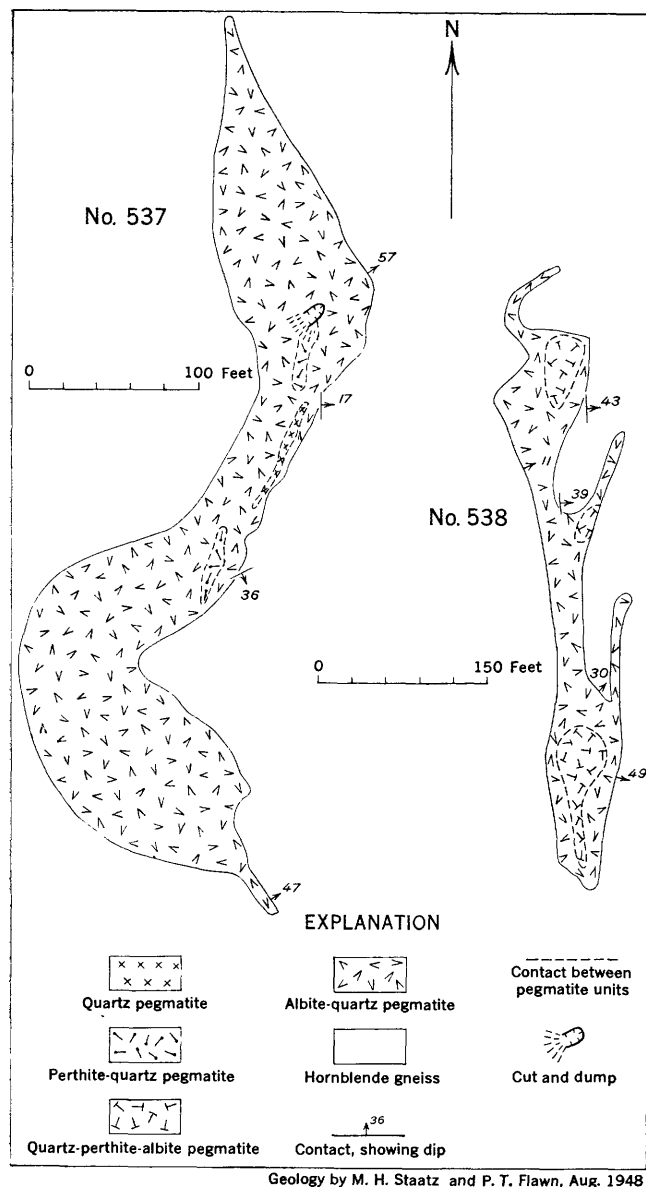 N
No. 537
57
0 100 Feet
17
43
11
39
No. 538
36
0 150 Feet
30
49
47
EXPLANATION
Quartz pegmatite
Albite-quartz pegmatite
Contact between
pegmatite units
Perthite-quartz pegmatite
Hornblende gneiss
Cut and dump
Quartz-perthite-albite pegmatite
36
Contact, showing dip
Geology by M. H. Staatz and P. T. Flawn, Aug. 1948